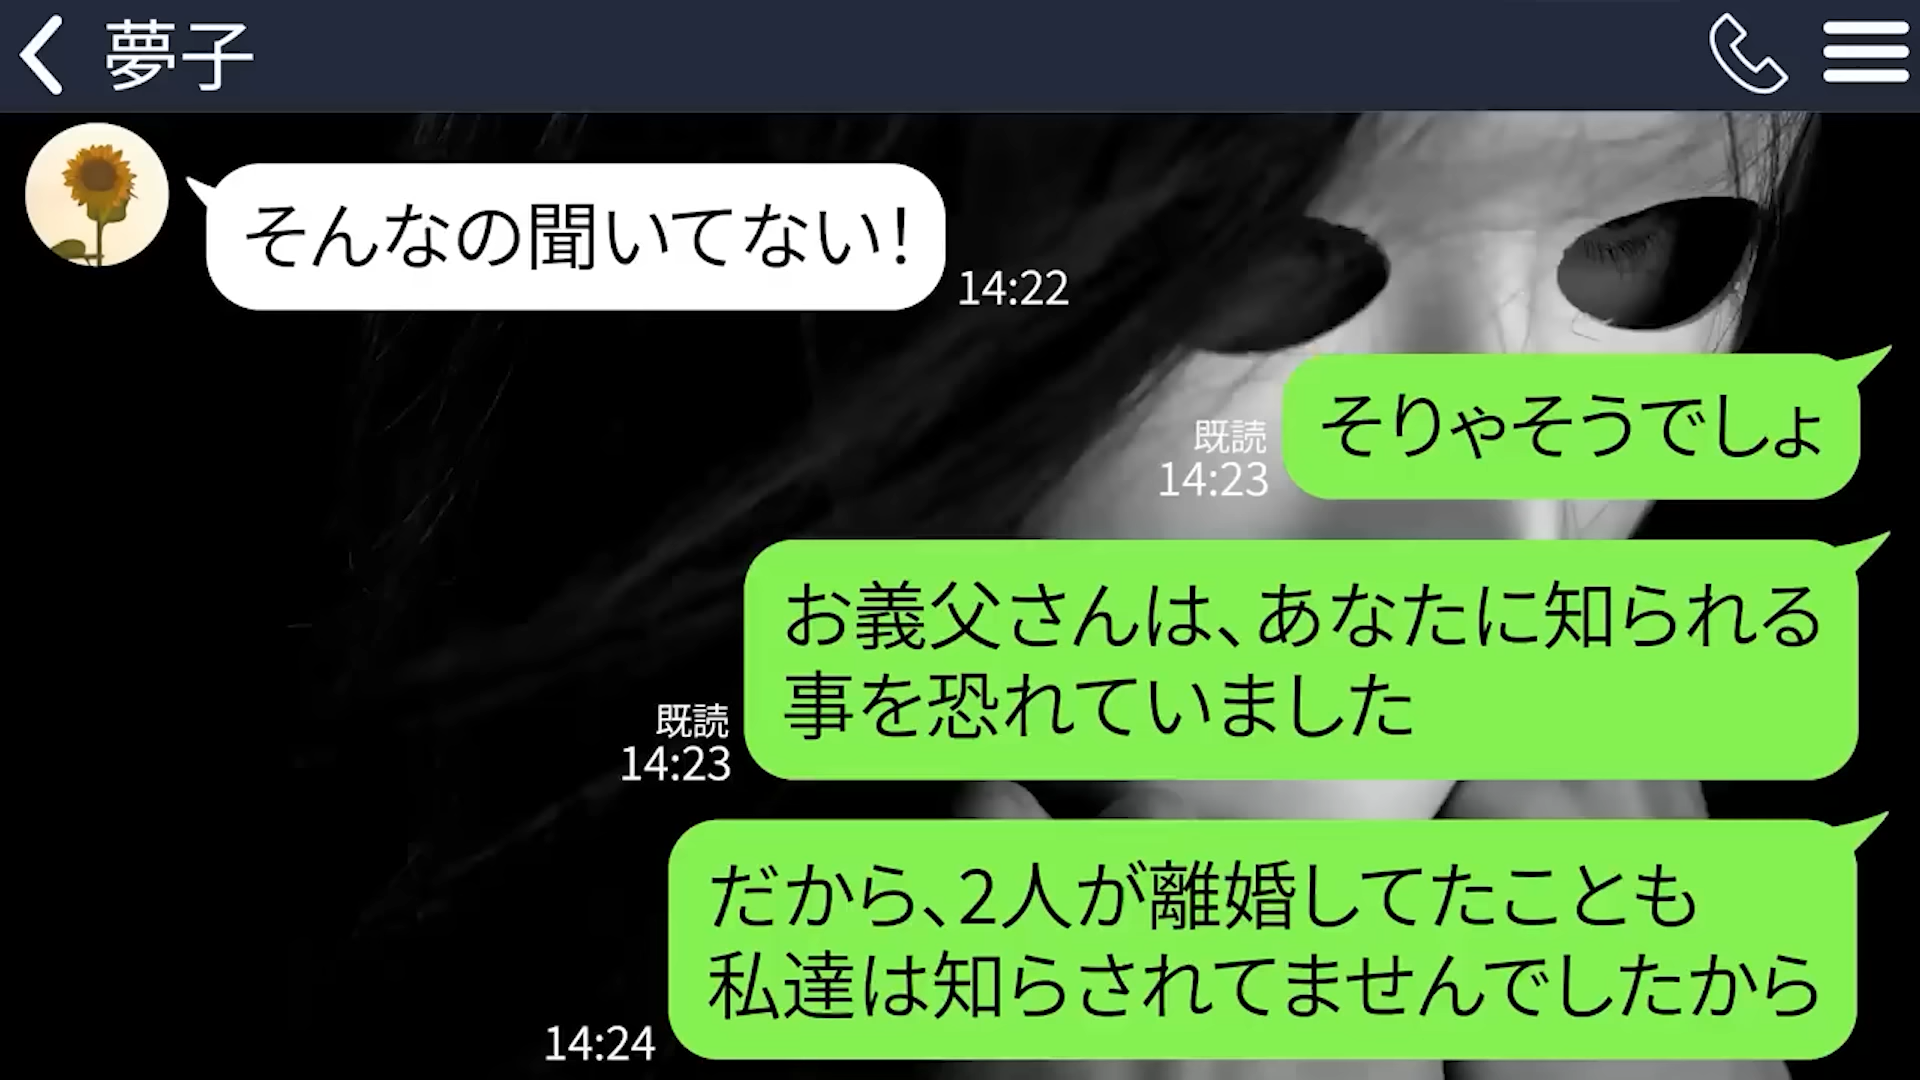 夢子
そんなの聞いてない!
14:22
そりゃそうでしょ
既読
14:23
お義父さんは、あなたに知られる
事を恐れていました
既読
14:23
だから、2人が離婚してたことも
私達は知らされてませんでしたから
14:24